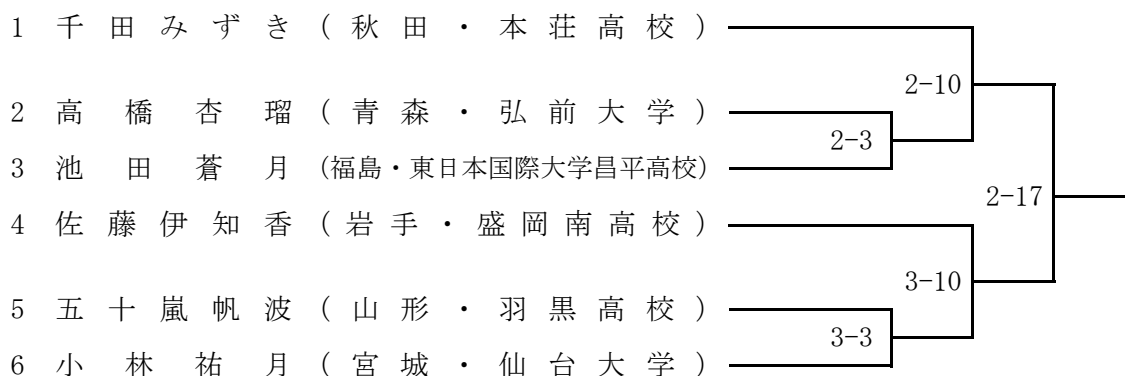 1 千田みずき (秋田・本荘高校)
2-10
2 高橋杏瑠 (青森・弘前大学)
2-3
3 池田蒼月 (福島・東日本国際大学昌平高校)
2-17
4 佐藤伊知香 (岩手・盛岡南高校)
3-10
5 五十嵐帆波 (山形・羽黒高校)
3-3
6 小林祐月 (宮城・仙台大学)